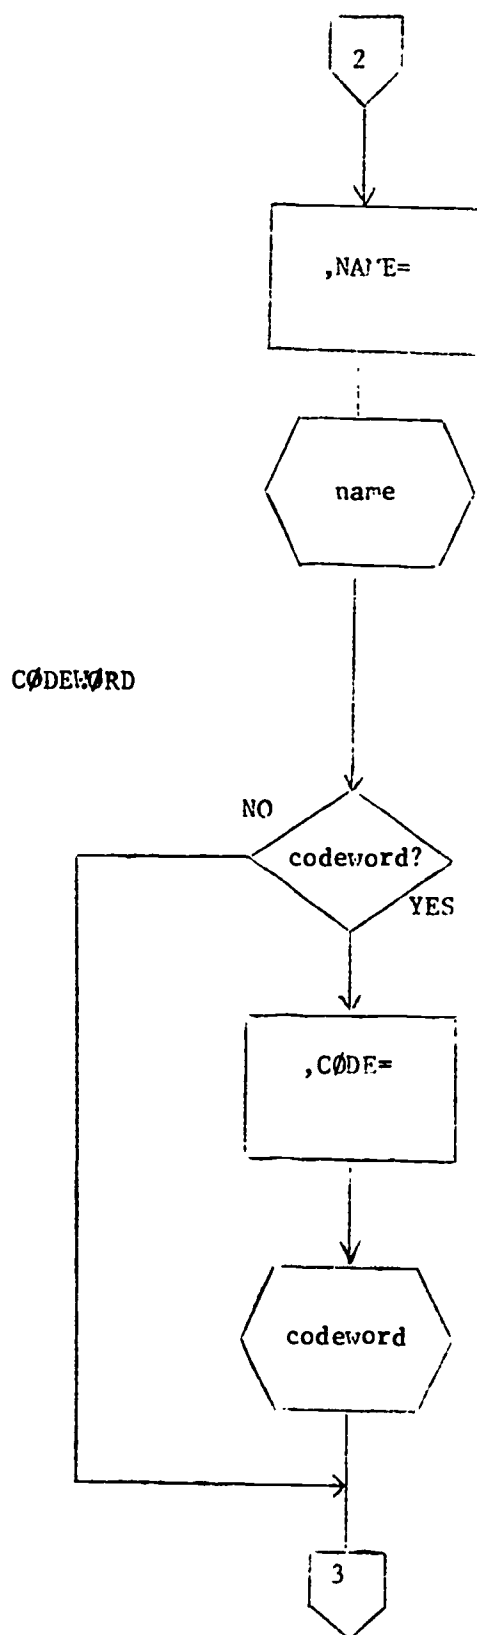 2
,NAME=
name
CØDEWØRD
NO
codeword?
YES
,CØDE=
codeword
3